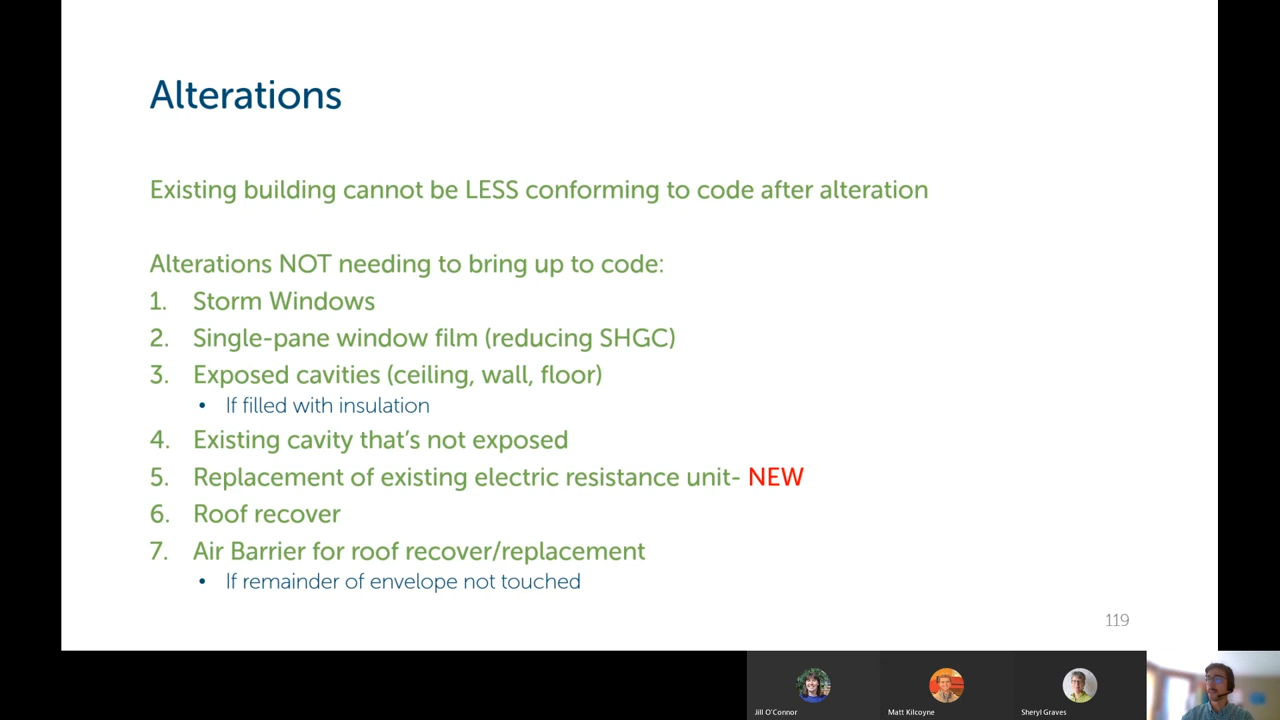 Alterations
Existing building cannot be LESS conforming to code after alteration
Alterations NOT needing to bring up to code:
1. Storm Windows
2. Single-pane window film (reducing SHGC)
3. Exposed cavities (ceiling, wall, floor)
• If filled with insulation
4. Existing cavity that's not exposed
5. Replacement of existing electric resistance unit- NEW
6. Roof recover
7. Air Barrier for roof recover/replacement
• If remainder of envelope not touched
119
Jill O'Connor
Matt Kilcoyne
Sheryl Graves